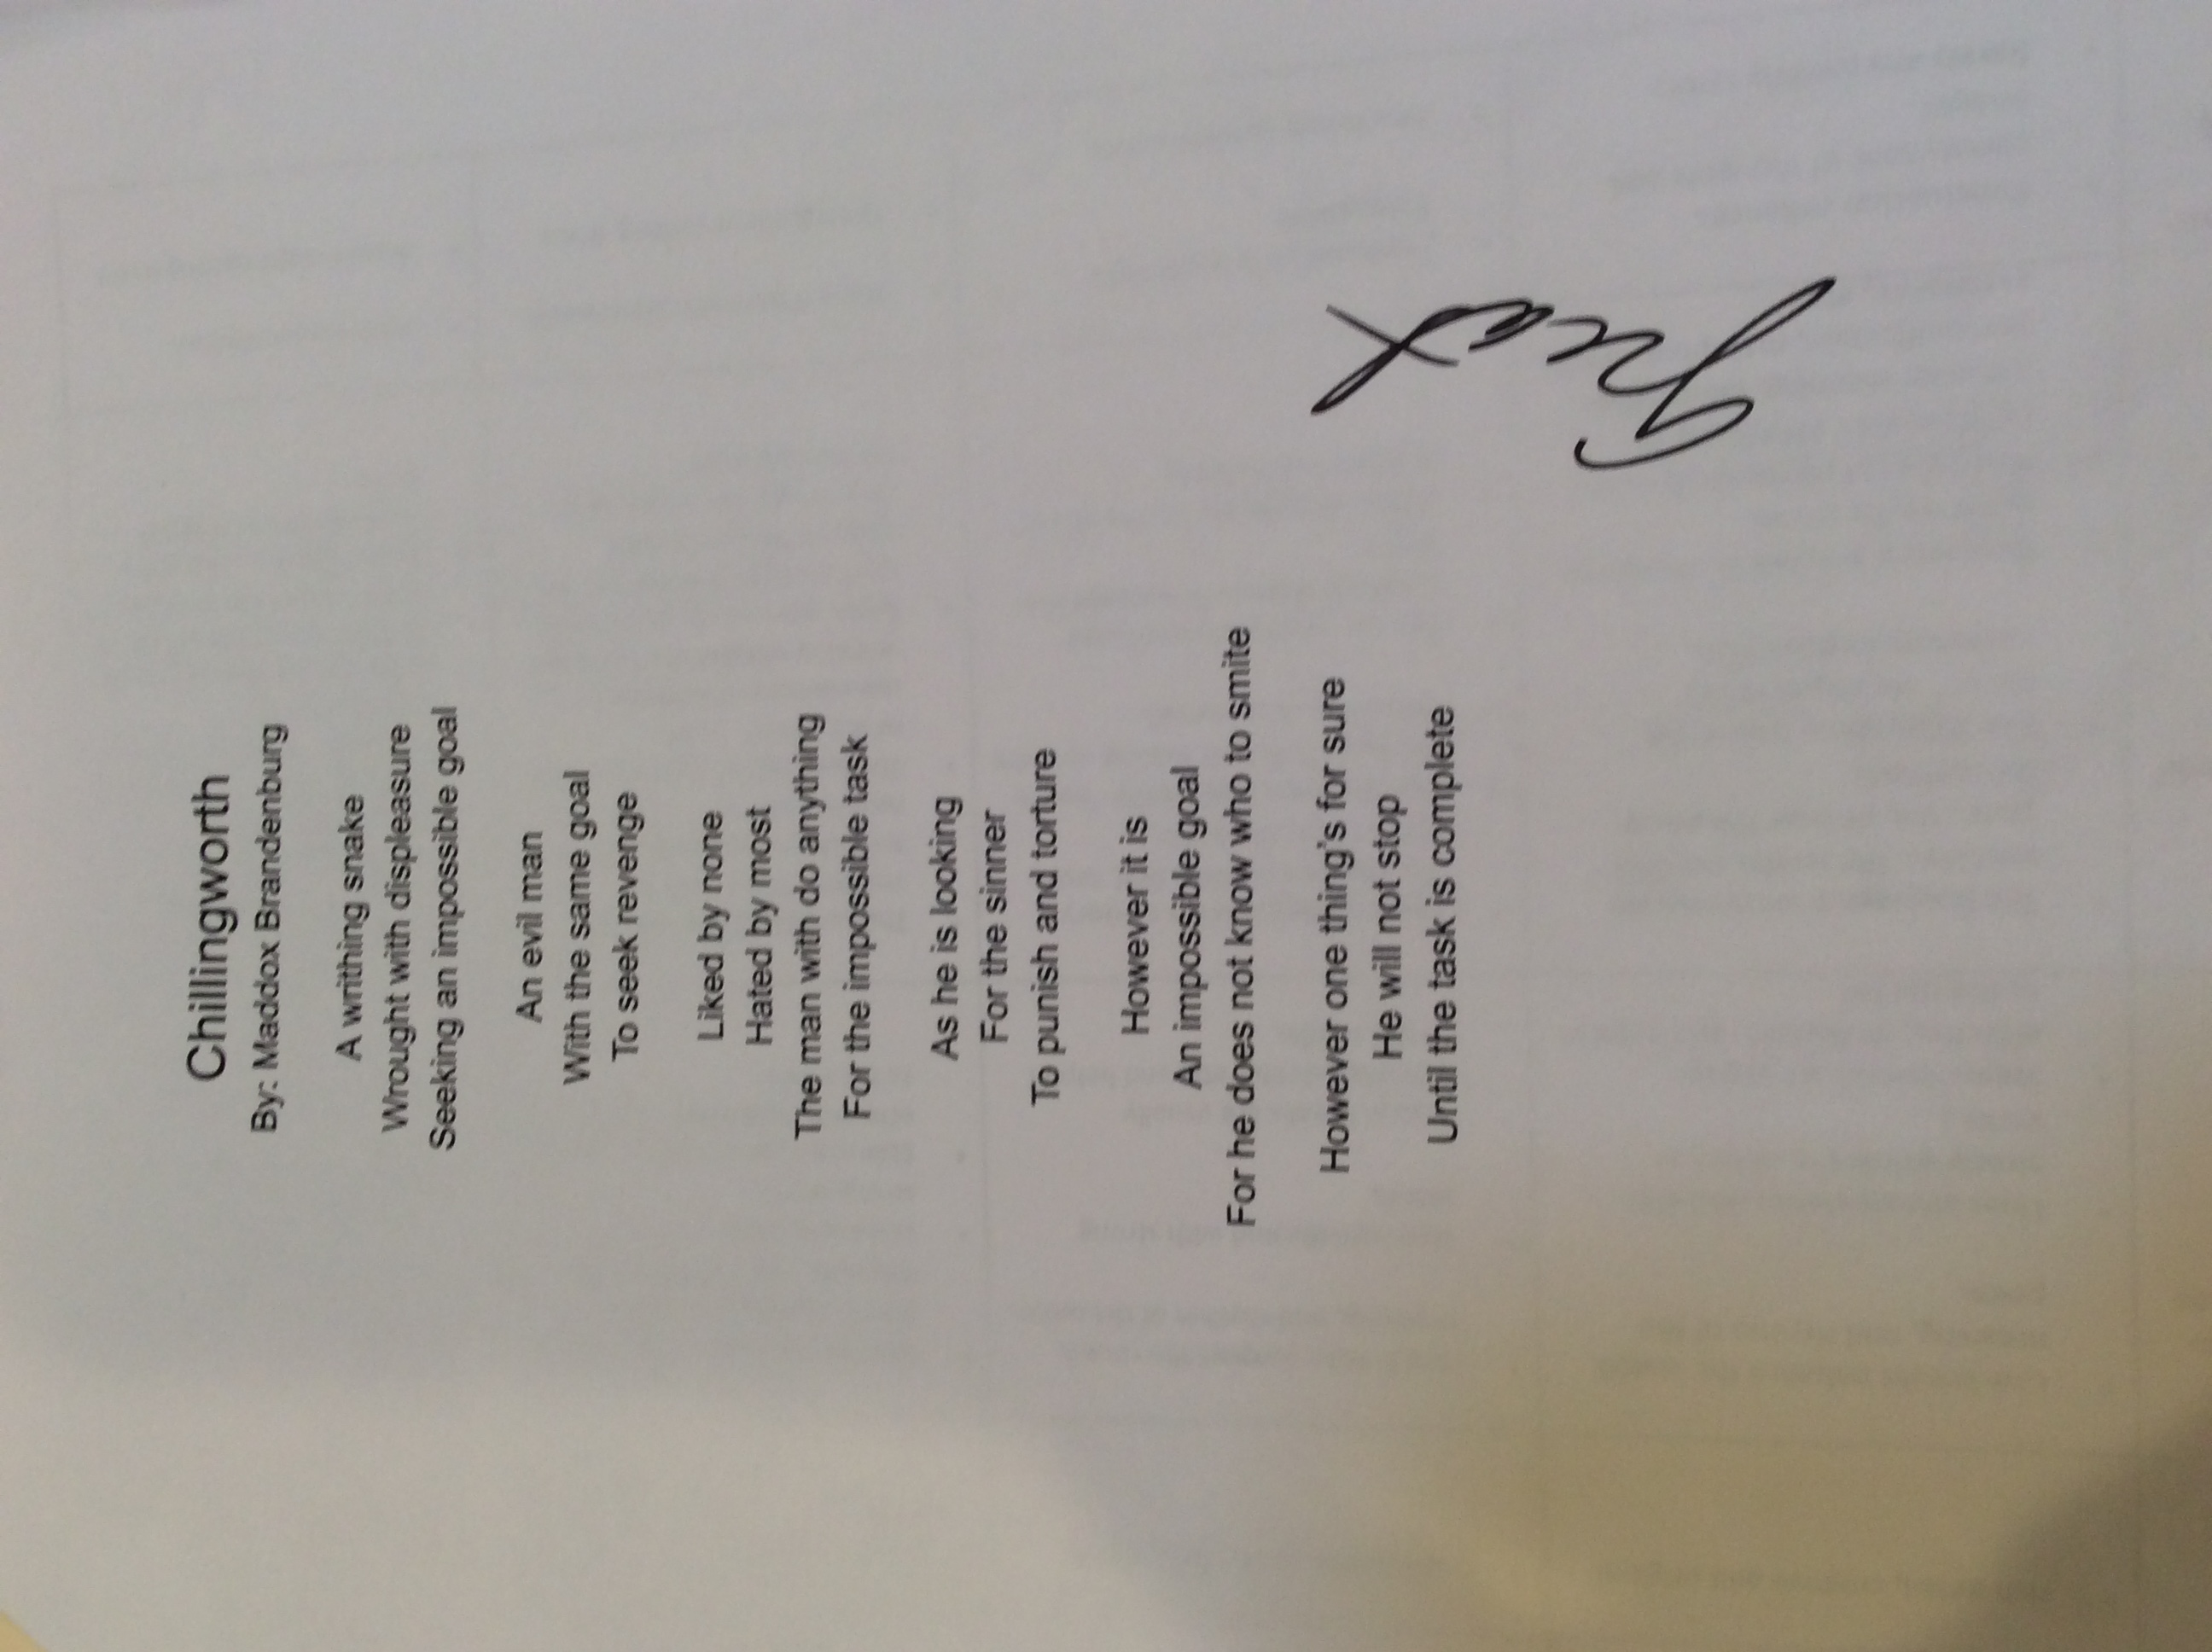 Chillingworth
By: Maddox Brandenburg
A writhing snake
Wrought with displeasure
Seeking an impossible goal
An evil man
With the same goal
To seek revenge
Liked by none
Hated by most
The man with do anything
For the impossible task
As he is looking
For the sinner
To punish and torture
However it is
An impossible goal
For he does not know who to smite
However one thing's for sure
He will not stop
Until the task is complete
Great